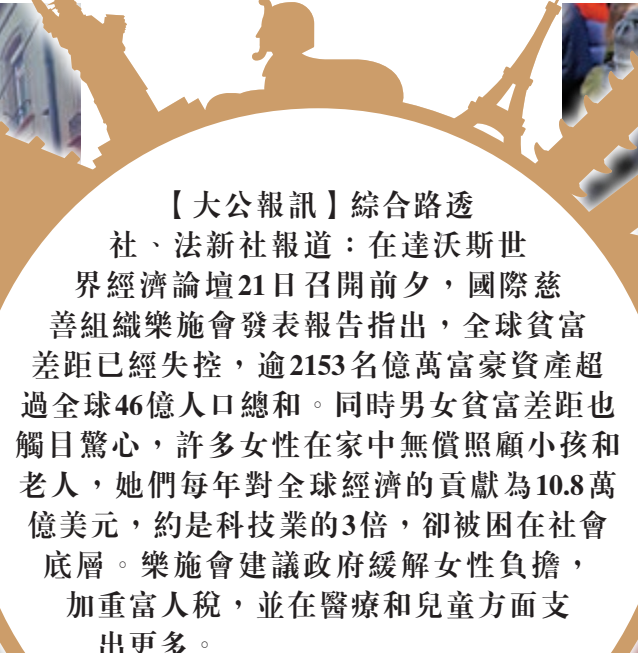 【大公報訊】綜合路透
社、法新社報道：在達沃斯世
界經濟論壇21日召開前夕，國際慈
善組織樂施會發表報告指出，全球貧富
差距已經失控，逾2153名億萬富豪資產超
過全球46億人口總和。同時男女貧富差距也
觸目驚心，許多女性在家中無償照顧小孩和
老人，她們每年對全球經濟的貢獻為10.8萬
億美元，約是科技業的3倍，卻被困在社會
底層。樂施會建議政府緩解女性負擔，
加重富人稅，並在醫療和兒童方面支
出更多。